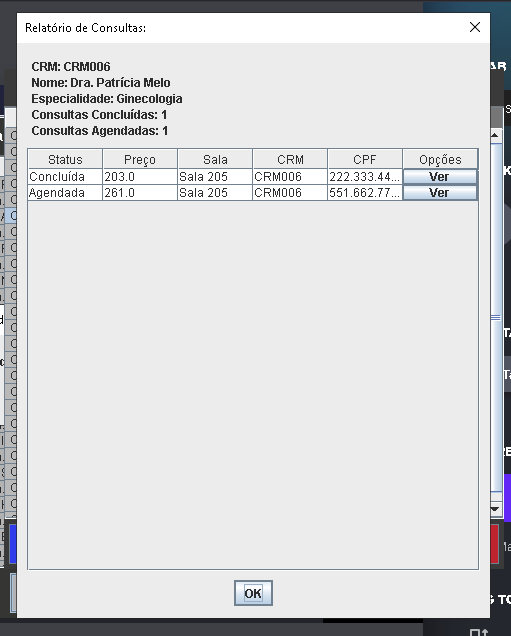 Relatório de Consultas:
CRM: CRM006
Nome: Dra. Patrícia Melo
Especialidade: Ginecologia
Consultas Concluídas: 1
Consultas Agendadas: 1
Status Preço Sala CRM CPF Opções
Concluída 203.0 Sala 205 CRM006 222.333.44... Ver
Agendada 261.0 Sala 205 CRM006 551.662.77... Ver
OK